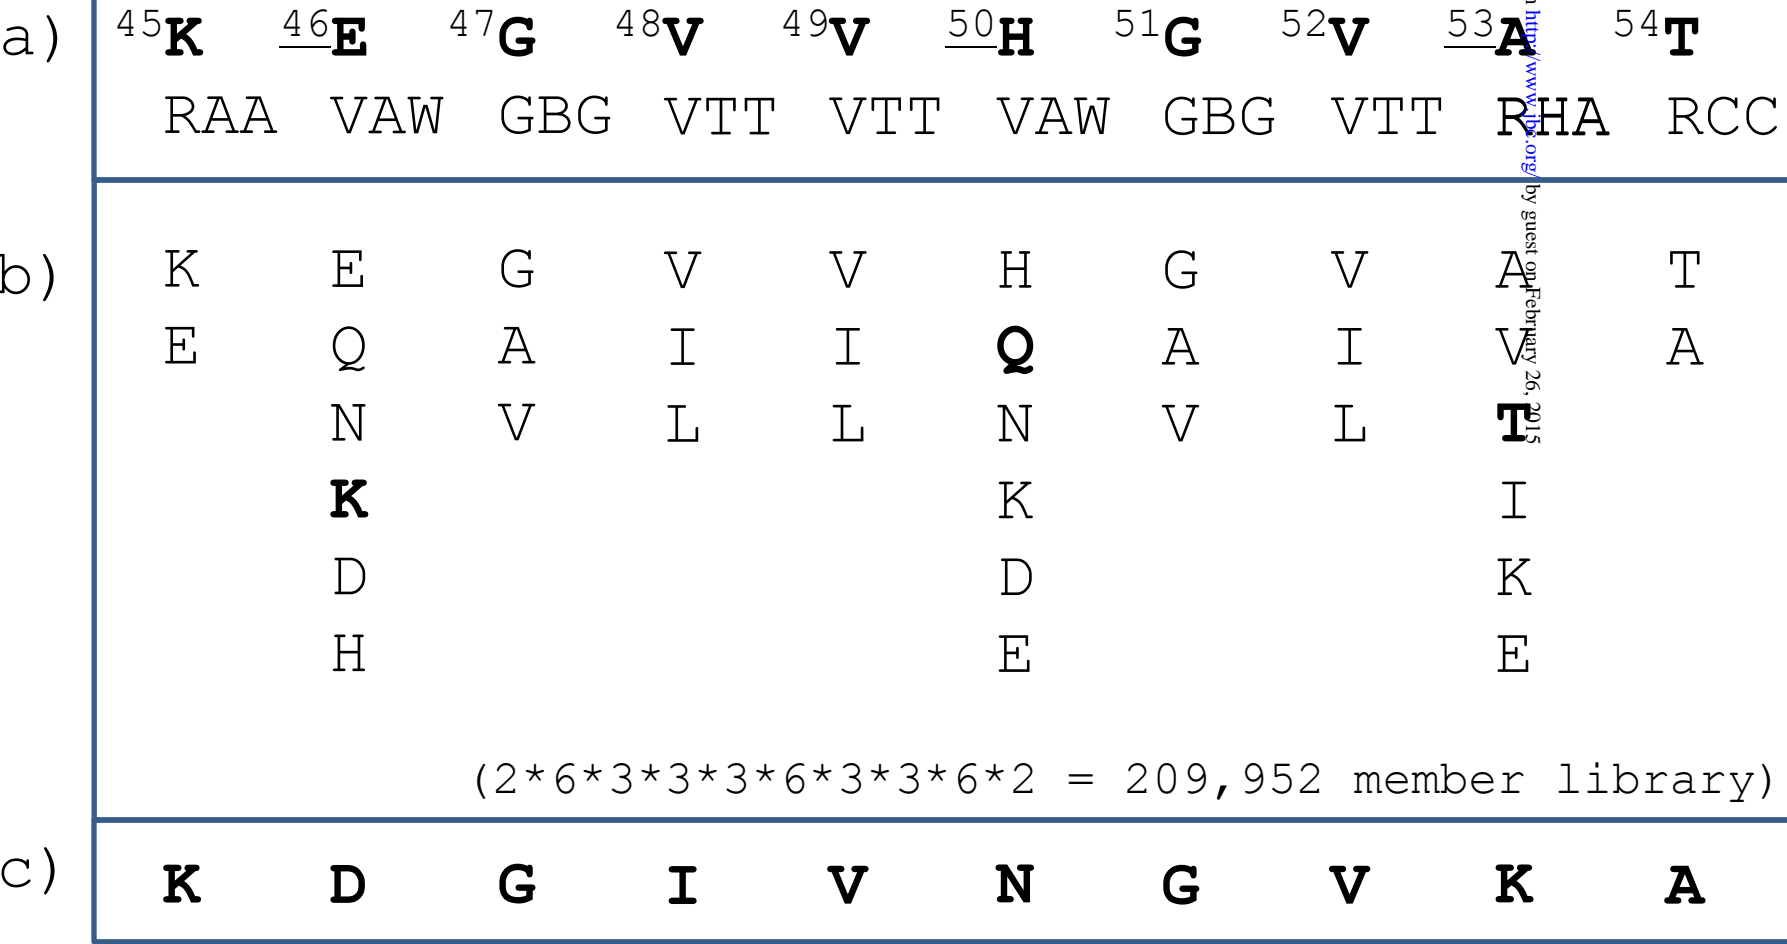 a) 45K 46E 47G 48V 49V 50H 51G 52V 53A 54T
RAA VAW GBG VTT VTT VAW GBG VTT RHA RCC
b) K E G V V H G V A T
E Q A I I Q A I V A
N V L L N V L T
K K I
D D K
H E E
(2*6*3*3*3*6*3*3*6*2 = 209,952 member library)
c) K D G I V N G V K A
http://www.jbc.org/ by guest on February 26, 2015